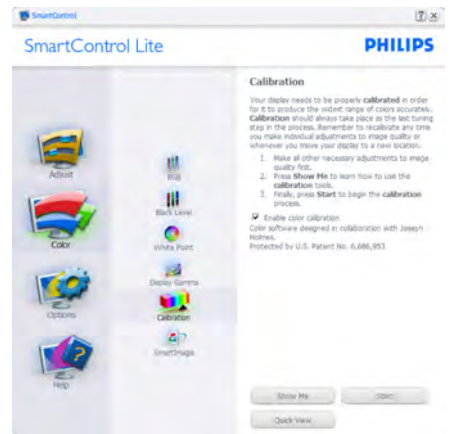 SmartControl
SmartControl Lite
PHILIPS
Adjust
Color
Options
Help
RGB
Black Level
White Point
Display Gamma
Calibration
SmartImage
Calibration
Your display needs to be properly calibrated in order
for it to produce the widest range of colors accurately.
Calibration should always take place as the last tuning
step in the process. Remember to recalibrate any time
you make individual adjustments to image quality or
whenever you move your display to a new location.
1. Make all other necessary adjustments to image
quality first.
2. Press Show Me to learn how to use the
calibration tools.
3. Finally, press Start to begin the calibration
process.
Enable color calibration
Color software designed in collaboration with Joseph
Holmes.
Protected by U.S. Patent No. 6,686,953.
Show Me
Start
Quick View